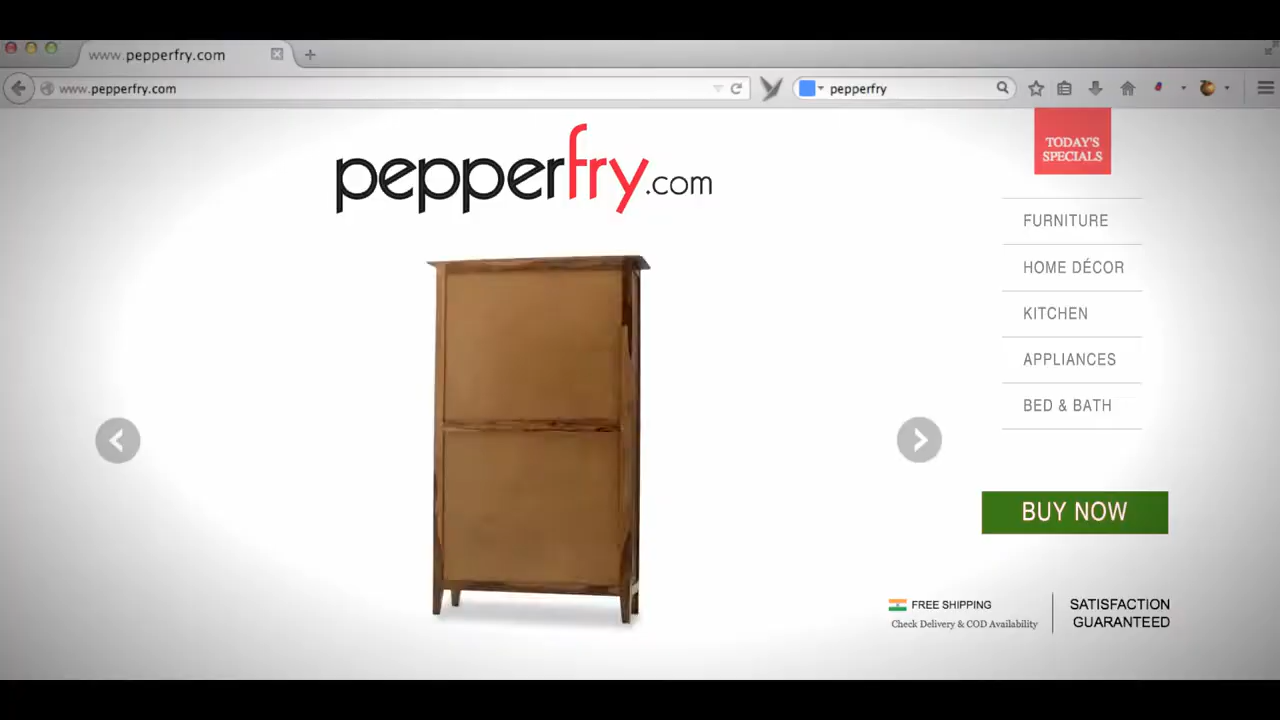 www.pepperfry.com
www.pepperfry.com
pepperfry
pepperfry.com
TODAY'S
SPECIALS
FURNITURE
HOME DÉCOR
KITCHEN
APPLIANCES
BED & BATH
BUY NOW
FREE SHIPPING
Check Delivery & COD Availability
SATISFACTION
GUARANTEED